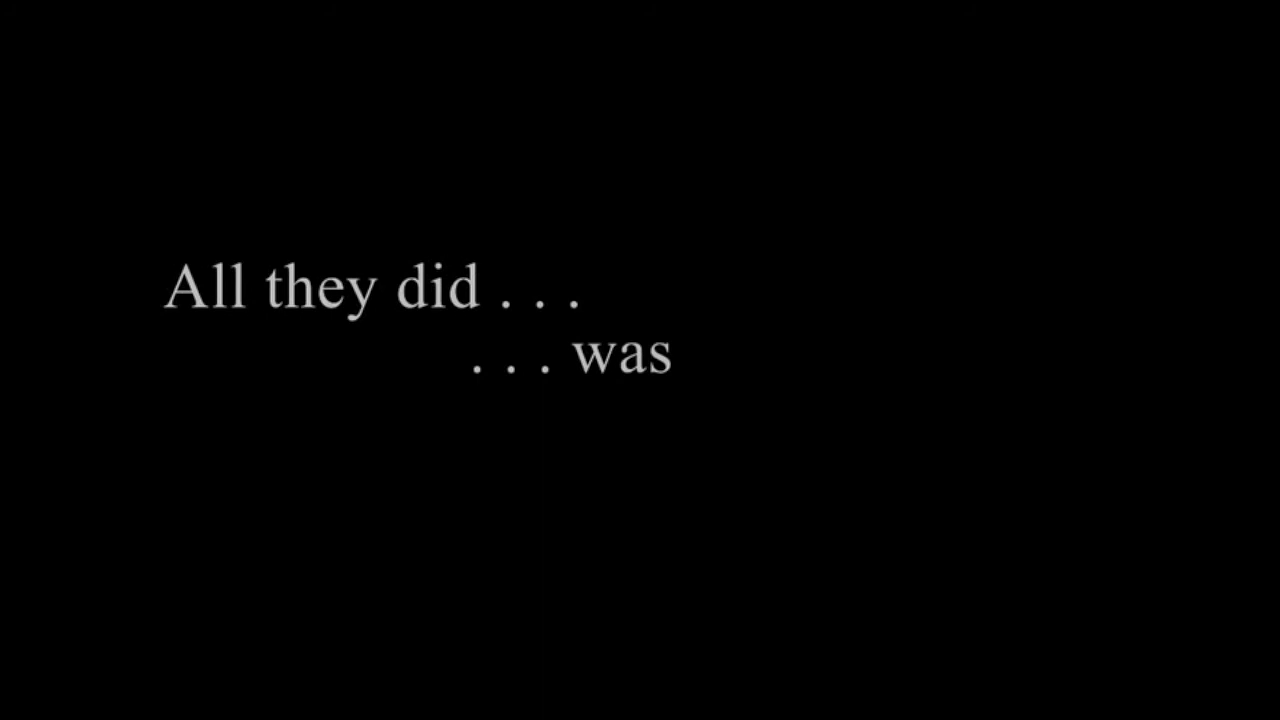 All they did . . .
. . . was